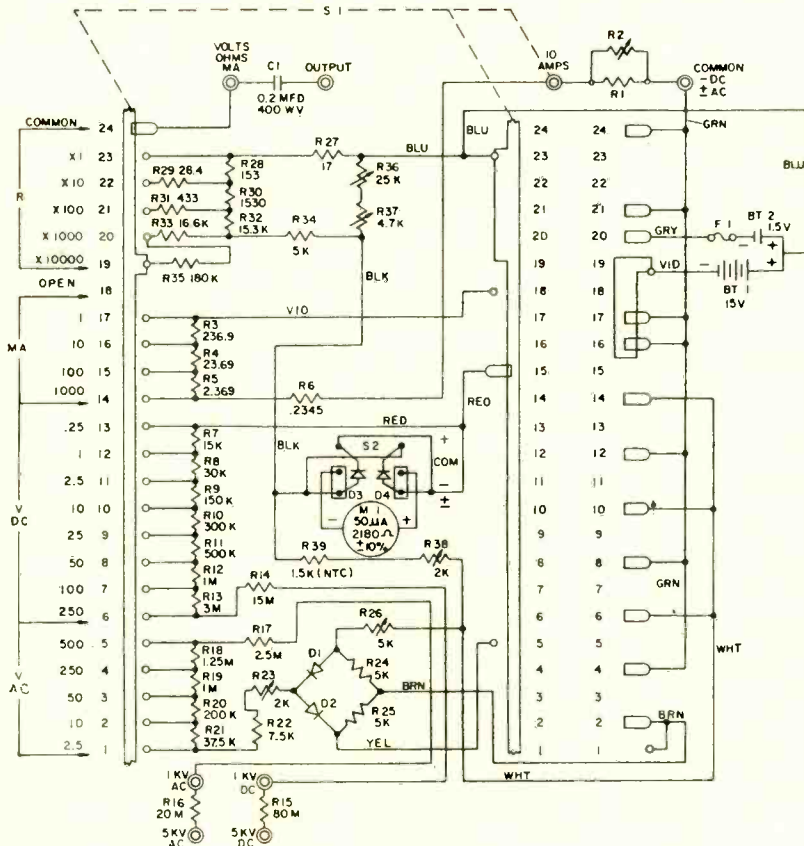 S 1
VOLTS
OHMS
MA
C1
OUTPUT
0.2 MFD
400 WV
10
AMPS
R2
R1
COMMON
- DC
± AC
GRN
COMMON 24
X1 23
X10 22
X100 21
X1000 20
X10000 19
OPEN 18
1 17
10 16
100 15
1000 14
.25 13
1 12
2.5 11
10 10
25 9
50 8
100 7
250 6
500 5
250 4
50 3
10 2
2.5 1
R
MA
V
DC
V
AC
R27
17
BLU
BLU
BLU
R29 28.4
R28
153
R30
1530
R31 433
R32
15.3K
R33 16.6K
R34
5K
R35 180K
R36
25 K
R37
4.7K
BLK
VIO
R3
236.9
R4
23.69
R5
2.369
R6
.2345
RED
RED
R7
15K
R8
30K
R9
150K
R10
300 K
R11
500K
R12
1M
R13
3M
BLK
S2
+
COM
-
±
D3
D4
M 1
50µA
2180Ω
±10%
-
+
R39
1.5K (NTC)
R38
2K
R14
15M
R17
2.5M
R18
1.25M
R19
1M
R20
200 K
R21
37.5K
R23
2K
R22
7.5K
D1
D2
R26
5K
R24
5K
R25
5K
BRN
YEL
WHT
1 KV
AC
R16
20 M
5KV
AC
1 KV
DC
R15
80 M
5KV
DC
24 24
23 23
22 22
21 21
20 20
19 19
18 18
17 17
16 16
15 15
14 14
13 13
12 12
11 11
10 10
9 9
8 8
7 7
6 6
5 5
4 4
3 3
2 2
1 1
GRY
F 1
BT 2
1.5V
-
+
VIO
-
+
BT 1
15V
GRN
WHT
BRN